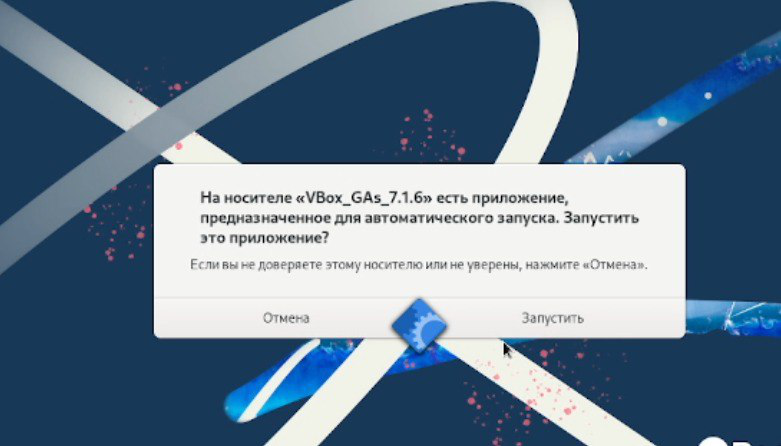 На носителе «VBox_GAs_7.1.6» есть приложение,
предназначенное для автоматического запуска. Запустить
это приложение?
Если вы не доверяете этому носителю или не уверены, нажмите «Отмена».
Отмена
Запустить